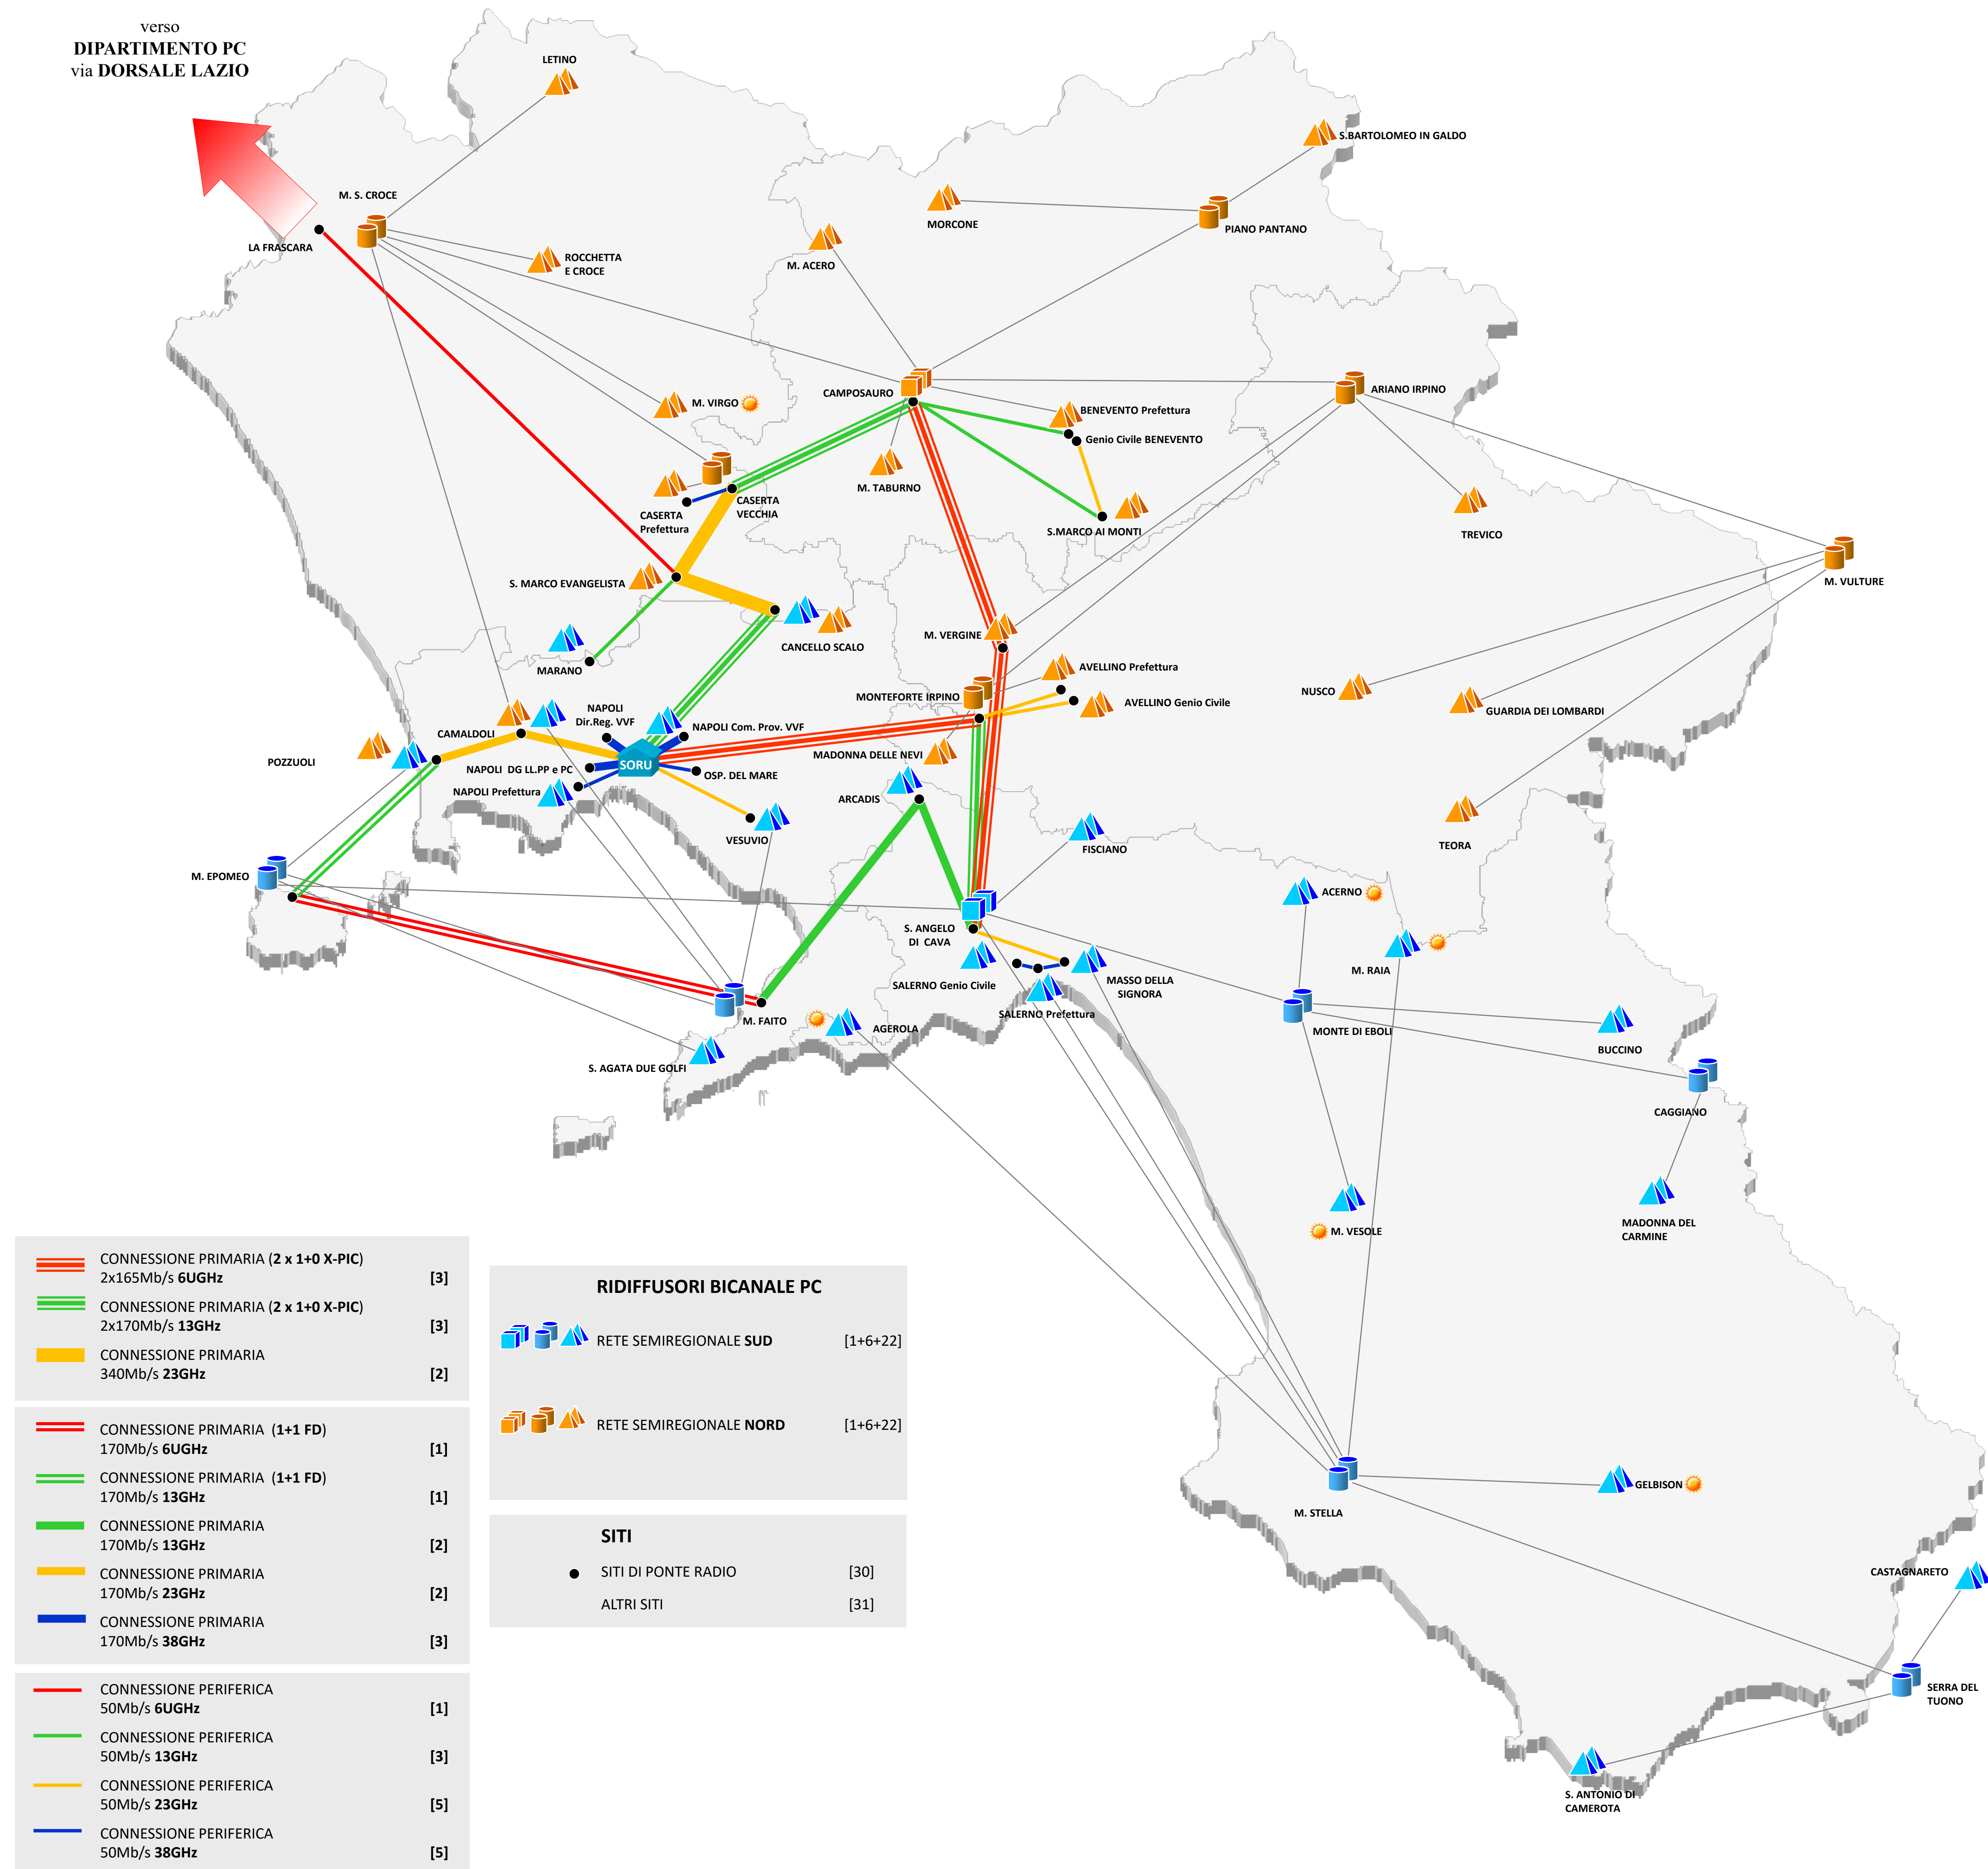 verso
DIPARTIMENTO PC
via DORSALE LAZIO
LETINO
S.BARTOLOMEO IN GALDO
M. S. CROCE
LA FRASCARA
MORCONE
PIANO PANTANO
ROCCHETTA
E CROCE
M. ACERO
CAMPOSAURO
ARIANO IRPINO
M. VIRGO
BENEVENTO Prefettura
Genio Civile BENEVENTO
M. TABURNO
CASERTA
VECCHIA
CASERTA
Prefettura
S.MARCO AI MONTI
TREVICO
M. VULTURE
S. MARCO EVANGELISTA
CANCELLO SCALO
M. VERGINE
MARANO
AVELLINO Prefettura
MONTEFORTE IRPINO
AVELLINO Genio Civile
NUSCO
GUARDIA DEI LOMBARDI
NAPOLI
Dir.Reg. VVF
NAPOLI Com. Prov. VVF
CAMALDOLI
MADONNA DELLE NEVI
POZZUOLI
SORU
NAPOLI DG LL.PP e PC
OSP. DEL MARE
NAPOLI Prefettura
ARCADIS
VESUVIO
FISCIANO
TEORA
M. EPOMEO
ACERNO
S. ANGELO
DI CAVA
M. RAIA
SALERNO Genio Civile
MASSO DELLA
SIGNORA
SALERNO Prefettura
M. FAITO
AGEROLA
MONTE DI EBOLI
BUCCINO
S. AGATA DUE GOLFI
CAGGIANO
M. VESOLE
MADONNA DEL
CARMINE
M. STELLA
GELBISON
CASTAGNARETO
SERRA DEL
TUONO
S. ANTONIO DI
CAMEROTA
CONNESSIONE PRIMARIA (2 x 1+0 X-PIC)
2x165Mb/s 6UGHz [3]
CONNESSIONE PRIMARIA (2 x 1+0 X-PIC)
2x170Mb/s 13GHz [3]
CONNESSIONE PRIMARIA
340Mb/s 23GHz [2]
CONNESSIONE PRIMARIA (1+1 FD)
170Mb/s 6UGHz [1]
CONNESSIONE PRIMARIA (1+1 FD)
170Mb/s 13GHz [1]
CONNESSIONE PRIMARIA
170Mb/s 13GHz [2]
CONNESSIONE PRIMARIA
170Mb/s 23GHz [2]
CONNESSIONE PRIMARIA
170Mb/s 38GHz [3]
CONNESSIONE PERIFERICA
50Mb/s 6UGHz [1]
CONNESSIONE PERIFERICA
50Mb/s 13GHz [3]
CONNESSIONE PERIFERICA
50Mb/s 23GHz [5]
CONNESSIONE PERIFERICA
50Mb/s 38GHz [5]
RIDIFFUSORI BICANALE PC
RETE SEMIREGIONALE SUD [1+6+22]
RETE SEMIREGIONALE NORD [1+6+22]
SITI
SITI DI PONTE RADIO [30]
ALTRI SITI [31]